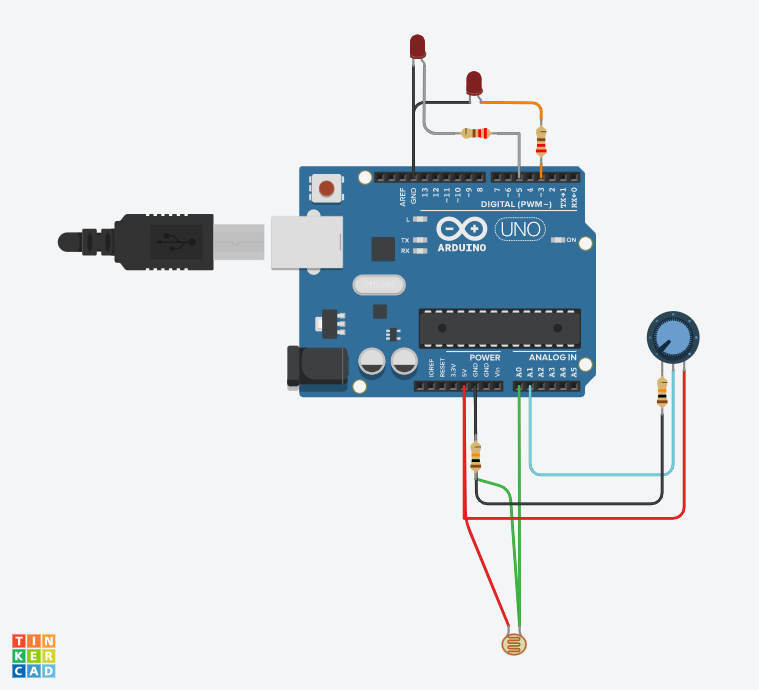 AREF
GND
13
12
~11
~10
~9
8
7
~6
~5
4
~3
2
TX→1
RX←0
DIGITAL (PWM~)
L
TX
RX
ARDUINO
UNO
ON
POWER
ANALOG IN
IOREF
RESET
3.3V
5V
GND
GND
Vin
A0
A1
A2
A3
A4
A5
TIN
KER
CAD